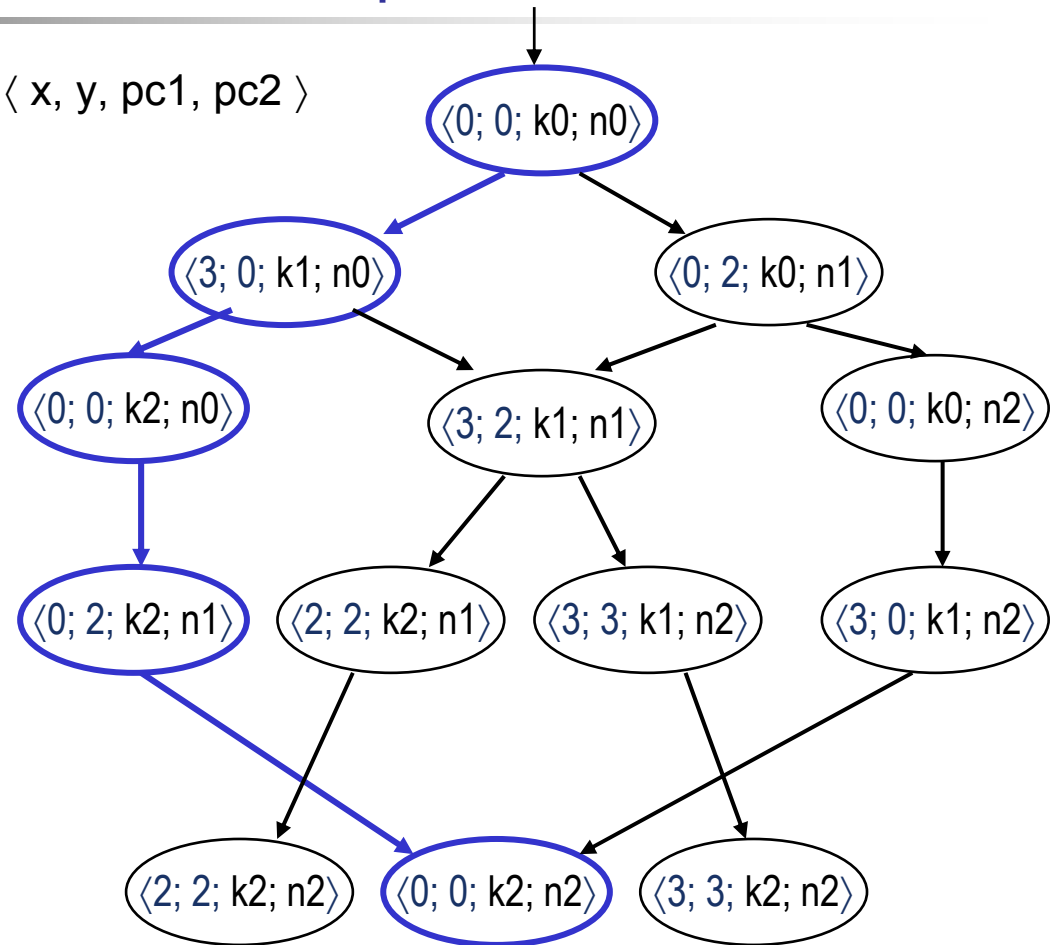 ⟨ x, y, pc1, pc2 ⟩
⟨0; 0; k0; n0⟩
⟨3; 0; k1; n0⟩
⟨0; 2; k0; n1⟩
⟨0; 0; k2; n0⟩
⟨3; 2; k1; n1⟩
⟨0; 0; k0; n2⟩
⟨0; 2; k2; n1⟩
⟨2; 2; k2; n1⟩
⟨3; 3; k1; n2⟩
⟨3; 0; k1; n2⟩
⟨2; 2; k2; n2⟩
⟨0; 0; k2; n2⟩
⟨3; 3; k2; n2⟩